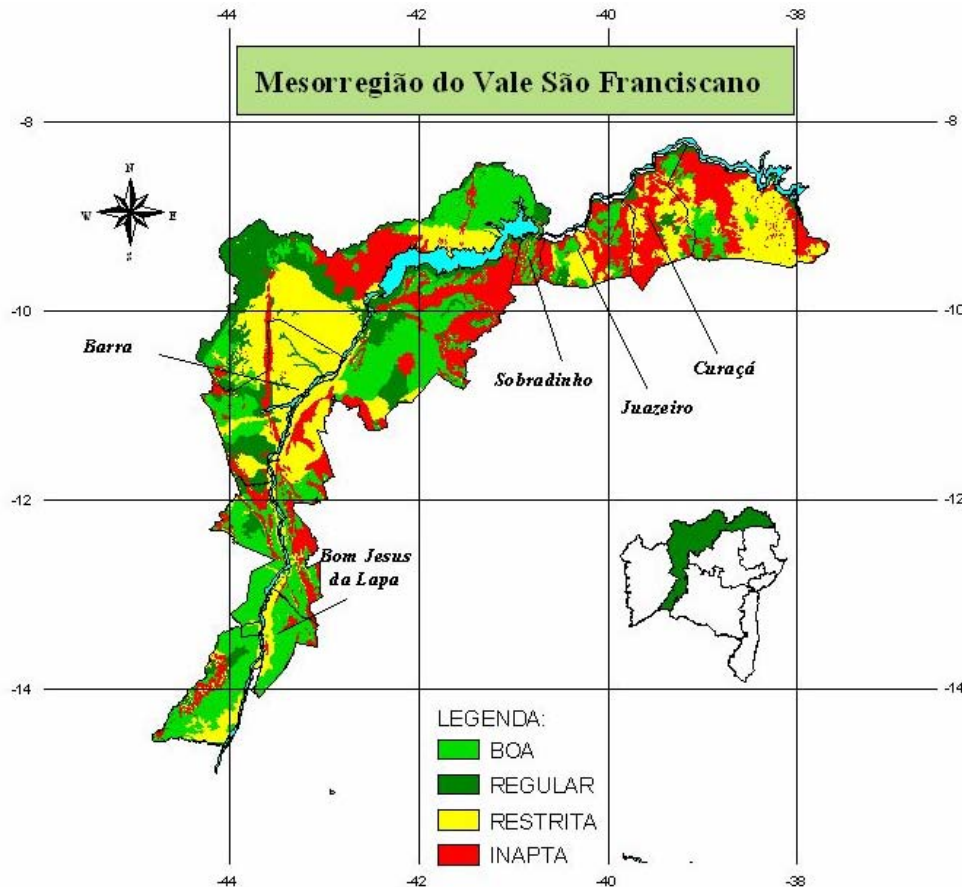 -44
-42
-40
-38
Mesorregião do Vale São Franciscano
-8
-8
N
W
E
S
-10
-10
Barra
Sobradinho
Curaçá
Juazeiro
-12
-12
Bom Jesus
da Lapa
-14
-14
LEGENDA:
BOA
REGULAR
RESTRITA
INAPTA
-44
-42
-40
-38